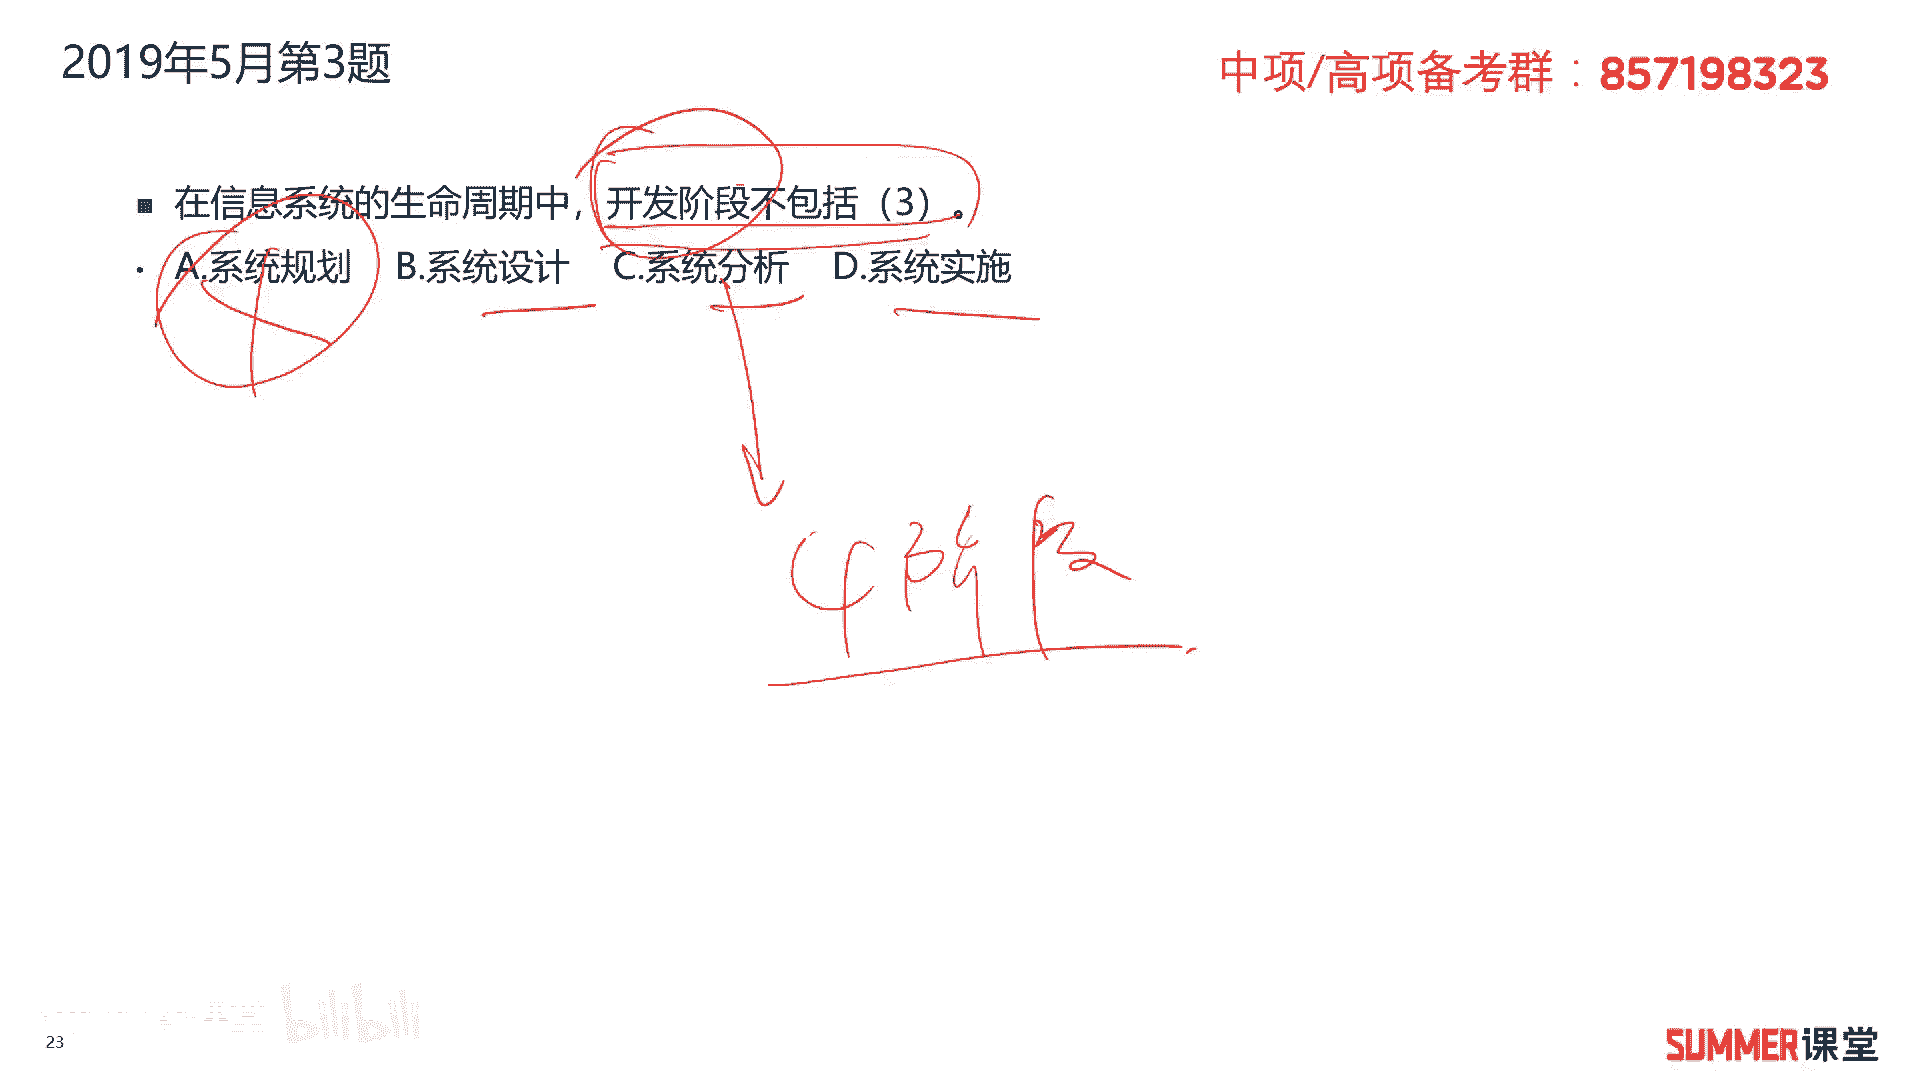 2019年5月第3题
中项/高项备考群：857198323
■ 在信息系统的生命周期中，开发阶段不包括（3）。
· A.系统规划 B.系统设计 C.系统分析 D.系统实施
4阶段
bilibili
23
SUMMER课堂